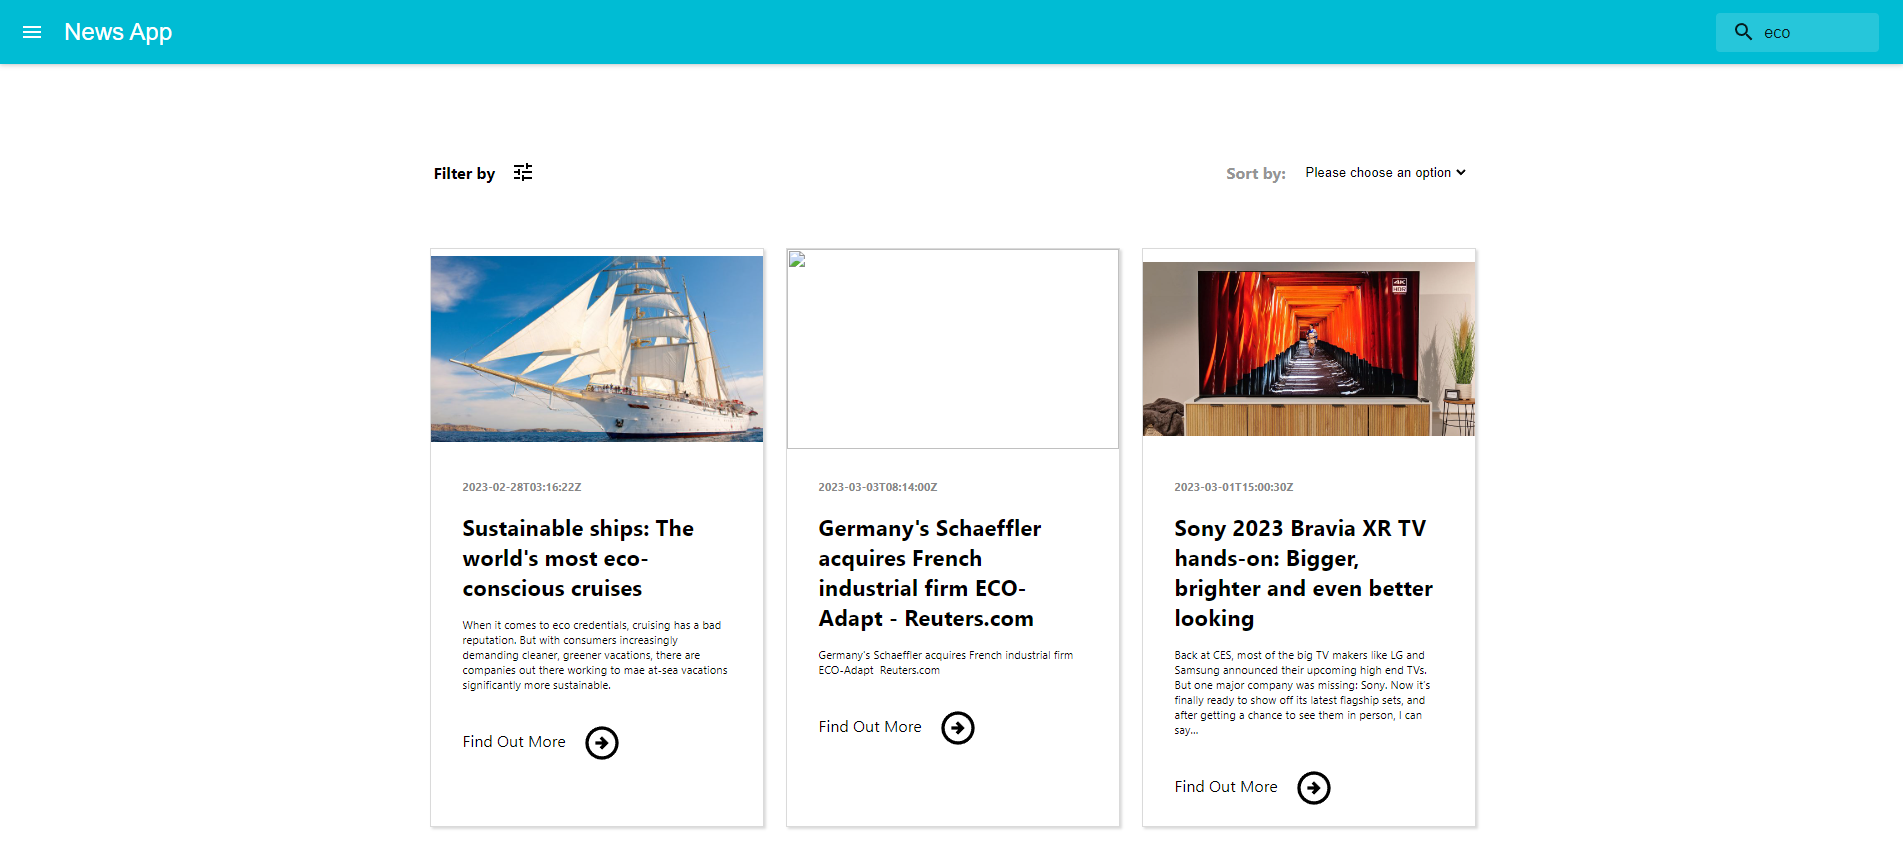 News App
eco
Filter by
Sort by:
Please choose an option
4K
HDR
2023-02-28T03:16:22Z
Sustainable ships: The
world's most eco-
conscious cruises
When it comes to eco credentials, cruising has a bad
reputation. But with consumers increasingly
demanding cleaner, greener vacations, there are
companies out there working to mae at-sea vacations
significantly more sustainable.
Find Out More
2023-03-03T08:14:00Z
Germany's Schaeffler
acquires French
industrial firm ECO-
Adapt - Reuters.com
Germany's Schaeffler acquires French industrial firm
ECO-Adapt  Reuters.com
Find Out More
2023-03-01T15:00:30Z
Sony 2023 Bravia XR TV
hands-on: Bigger,
brighter and even better
looking
Back at CES, most of the big TV makers like LG and
Samsung announced their upcoming high end TVs.
But one major company was missing: Sony. Now it's
finally ready to show off its latest flagship sets, and
after getting a chance to see them in person, I can
say...
Find Out More